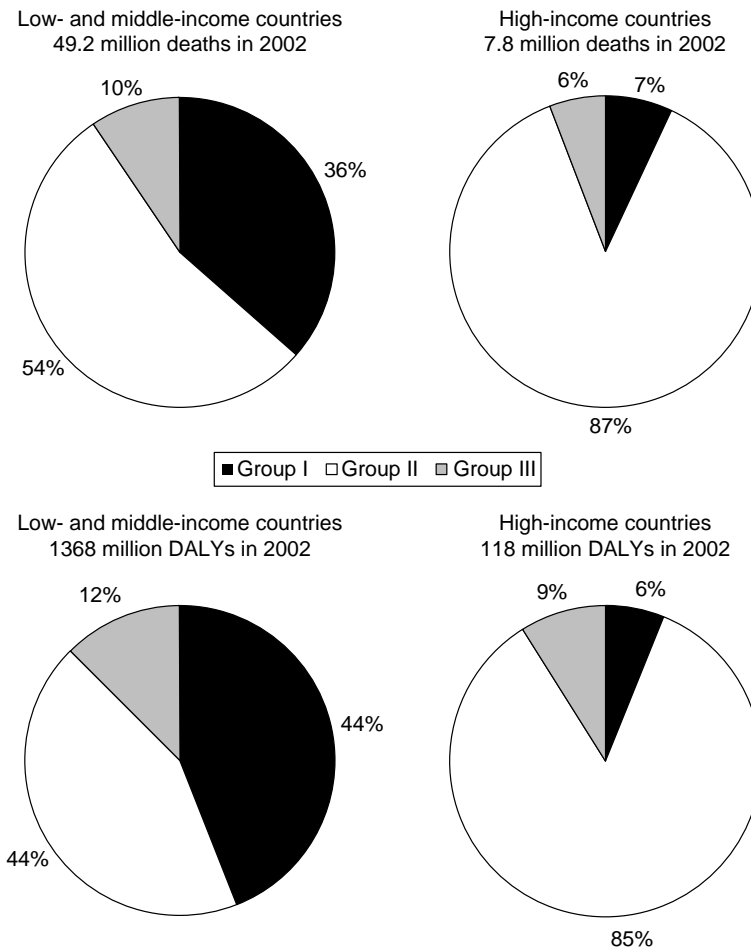 Low- and middle-income countries
49.2 million deaths in 2002
10%
36%
54%
High-income countries
7.8 million deaths in 2002
6%
7%
87%
Group I Group II Group III
Low- and middle-income countries
1368 million DALYs in 2002
12%
44%
44%
High-income countries
118 million DALYs in 2002
9%
6%
85%